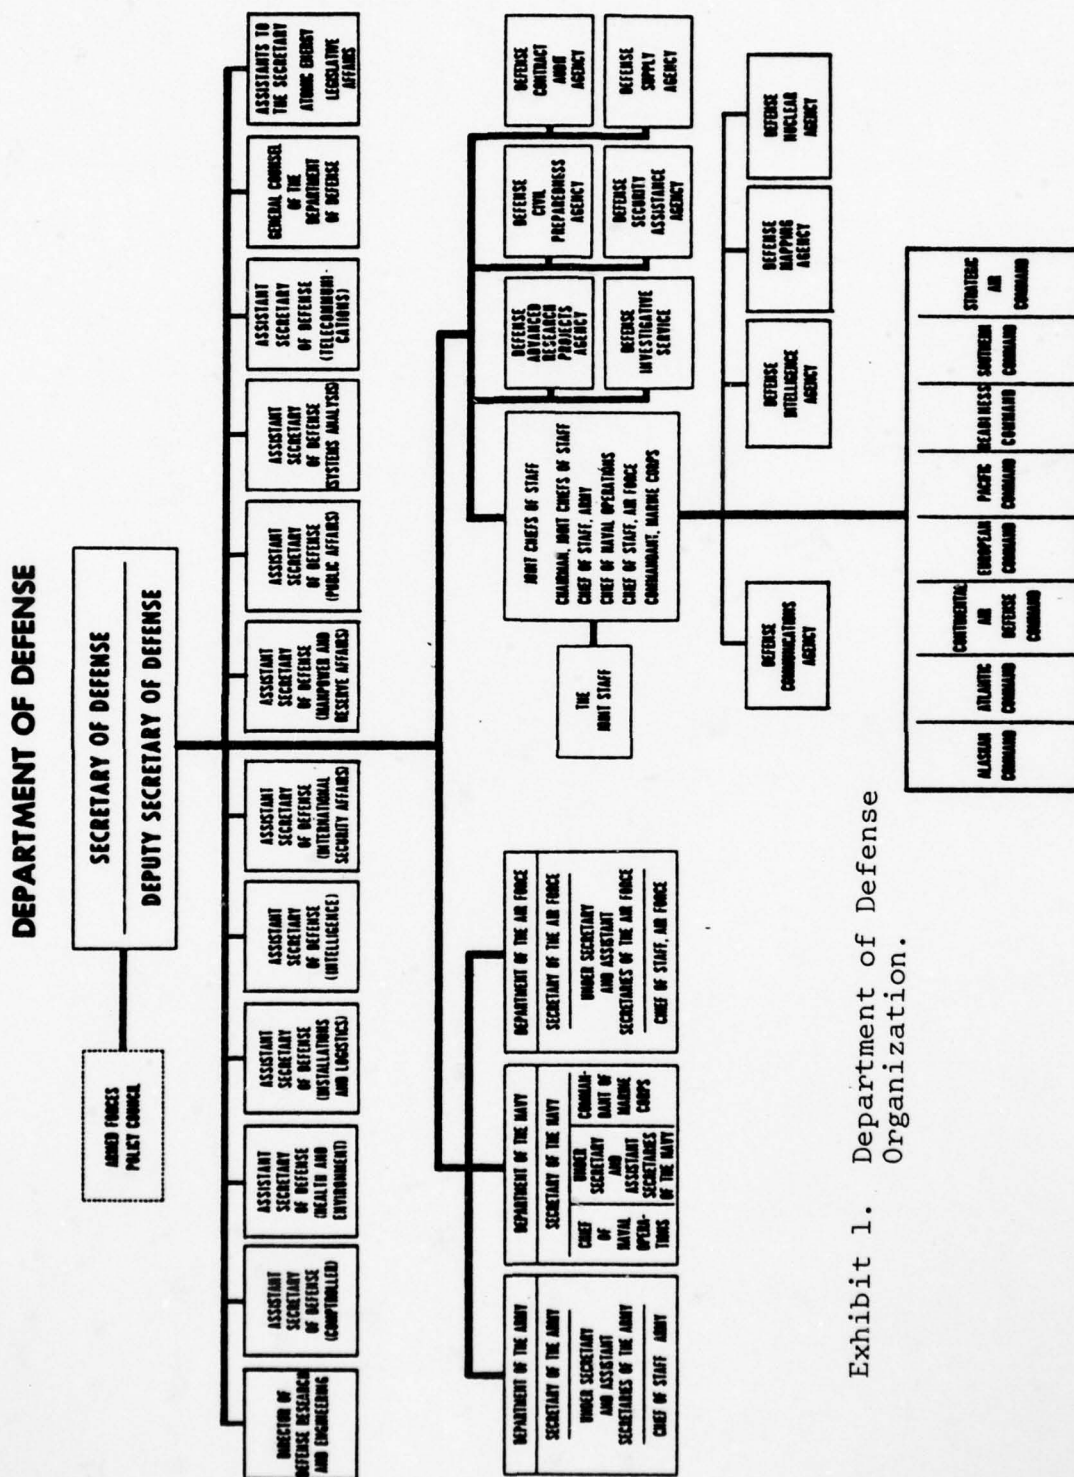 DEPARTMENT OF DEFENSE
SECRETARY OF DEFENSE
DEPUTY SECRETARY OF DEFENSE
ARMED FORCES
POLICY COUNCIL
DIRECTOR OF
DEFENSE RESEARCH
AND ENGINEERING
ASSISTANT
SECRETARY
OF DEFENSE
(COMPTROLLER)
ASSISTANT
SECRETARY
OF DEFENSE
(HEALTH AND
ENVIRONMENT)
ASSISTANT
SECRETARY
OF DEFENSE
(INSTALLATIONS
AND LOGISTICS)
ASSISTANT
SECRETARY
OF DEFENSE
(INTELLIGENCE)
ASSISTANT
SECRETARY
OF DEFENSE
(INTERNATIONAL
SECURITY AFFAIRS)
ASSISTANT
SECRETARY
OF DEFENSE
(MANPOVER AND
RESERVE AFFAIRS)
ASSISTANT
SECRETARY
OF DEFENSE
(PUBLIC AFFAIRS)
ASSISTANT
SECRETARY
OF DEFENSE
(SYSTEMS ANALYSIS)
ASSISTANT
SECRETARY
OF DEFENSE
(TELECOMMUNI-
CATIONS)
GENERAL COUNSEL
OF THE
DEPARTMENT
OF DEFENSE
ASSISTANTS TO
THE SECRETARY
ATOMIC ENERGY
LEGISLATIVE
AFFAIRS
DEPARTMENT OF THE ARMY
SECRETARY OF THE ARMY
UNDER SECRETARY
AND ASSISTANT
SECRETARIES OF THE ARMY
CHIEF OF STAFF ARMY
DEPARTMENT OF THE NAVY
SECRETARY OF THE NAVY
CHIEF
OF
NAVAL
OPERA-
TIONS
UNDER
SECRETARY
AND
ASSISTANT
SECRETARIES
OF THE NAVY
COMMAN-
DANT OF
MARINE
CORPS
DEPARTMENT OF THE AIR FORCE
SECRETARY OF THE AIR FORCE
UNDER SECRETARY
AND ASSISTANT
SECRETARIES OF THE AIR FORCE
CHIEF OF STAFF, AIR FORCE
THE
JOINT STAFF
JOINT CHIEFS OF STAFF
CHAIRMAN, JOINT CHIEFS OF STAFF
CHIEF OF STAFF, ARMY
CHIEF OF NAVAL OPERATIONS
CHIEF OF STAFF, AIR FORCE
COMMANDANT, MARINE CORPS
DEFENSE
ADVANCED
RESEARCH
PROJECTS
AGENCY
DEFENSE
CIVIL
PREPAREDNESS
AGENCY
DEFENSE
CONTRACT
AUDIT
AGENCY
DEFENSE
INVESTIGATIVE
SERVICE
DEFENSE
SECURITY
ASSISTANCE
AGENCY
DEFENSE
SUPPLY
AGENCY
DEFENSE
COMMUNICATIONS
AGENCY
DEFENSE
INTELLIGENCE
AGENCY
DEFENSE
MAPPING
AGENCY
DEFENSE
NUCLEAR
AGENCY
ALASKAN
COMMAND
ATLANTIC
COMMAND
CONTINENTAL
AIR
DEFENSE
COMMAND
EUROPEAN
COMMAND
PACIFIC
COMMAND
READINESS
COMMAND
SOUTHERN
COMMAND
STRATERIC
AIR
COMMAND
Exhibit 1. Department of Defense
Organization.